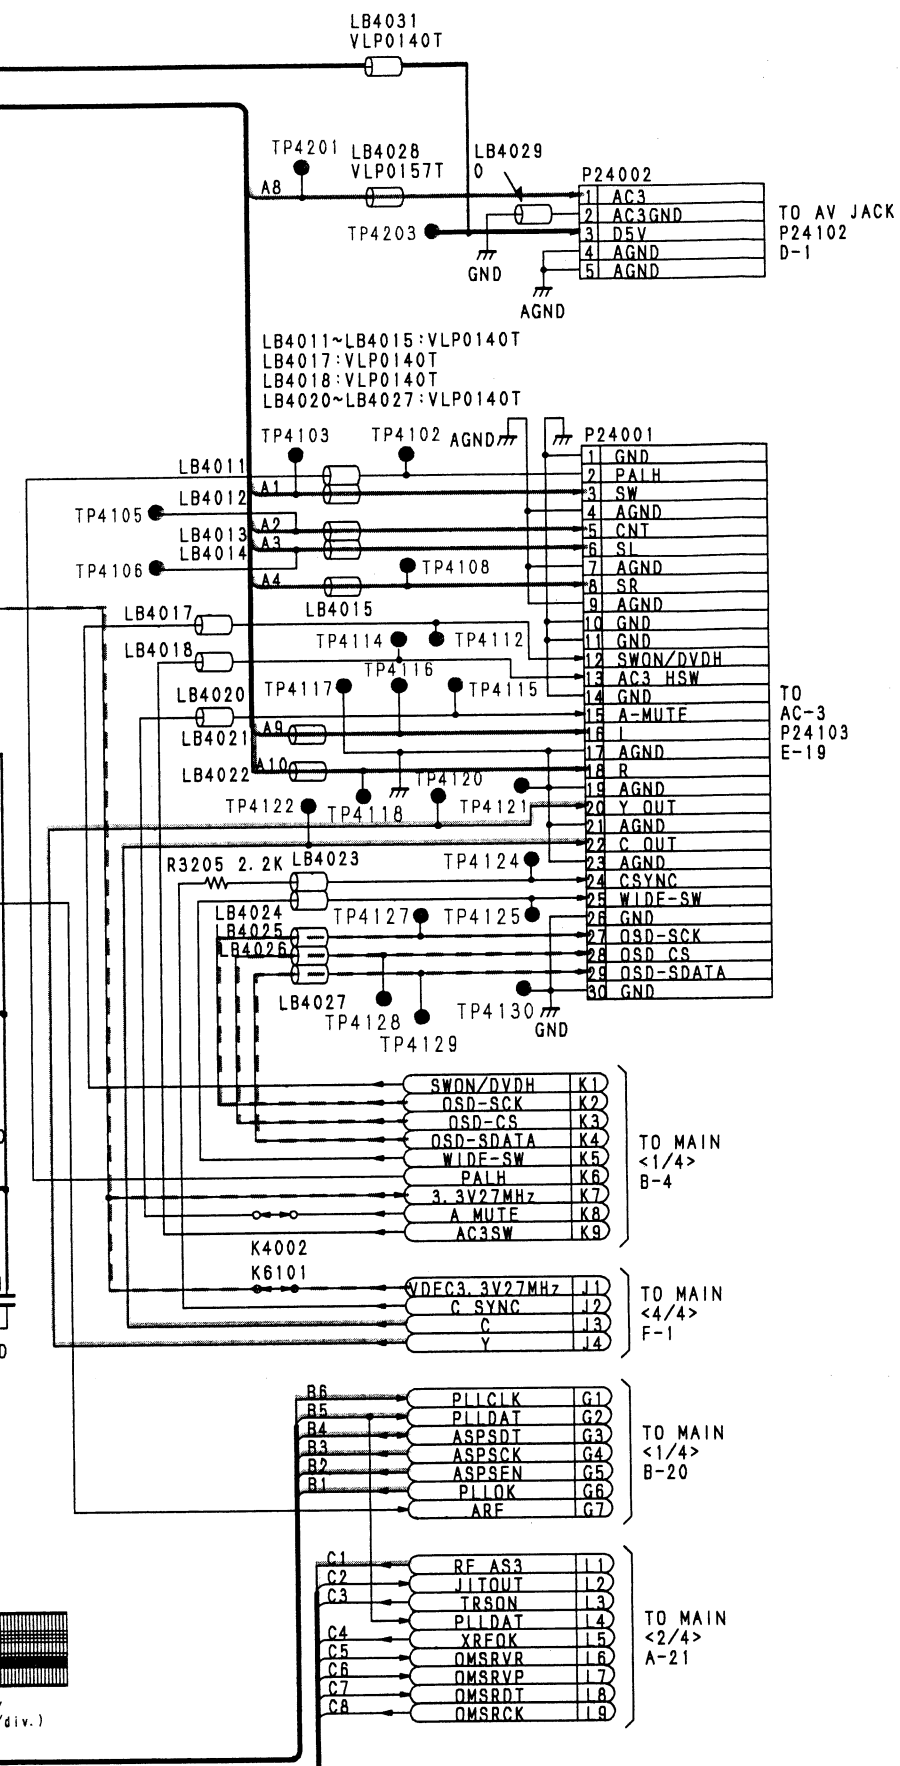 LB4031
VLP0140T
TP4201
LB4028
VLP0157T
LB4029
0
A8
TP4203
GND
AGND
P24002
1 AC3
2 AC3GND
3 D5V
4 AGND
5 AGND
TO AV JACK
P24102
D-1
LB4011~LB4015:VLP0140T
LB4017:VLP0140T
LB4018:VLP0140T
LB4020~LB4027:VLP0140T
TP4103
TP4102
AGND
LB4011
A1
LB4012
TP4105
A2
LB4013
A3
LB4014
TP4106
A4
TP4108
LB4017
LB4015
TP4114
TP4112
LB4018
TP4116
TP4117
TP4115
LB4020
A9
LB4021
A10
LB4022
TP4120
TP4122
TP4118
TP4121
R3205 2.2K
LB4023
TP4124
LB4024
TP4127
TP4125
LB4025
LB4026
LB4027
TP4128
TP4130
GND
TP4129
P24001
1 GND
2 PALH
3 SW
4 AGND
5 CNT
6 SL
7 AGND
8 SR
9 AGND
10 GND
11 GND
12 SWON/DVDH
13 AC3 HSW
14 GND
15 A-MUTE
16 L
17 AGND
18 R
19 AGND
20 Y OUT
21 AGND
22 C OUT
23 AGND
24 CSYNC
25 WIDE-SW
26 GND
27 OSD-SCK
28 OSD CS
29 OSD-SDATA
30 GND
TO
AC-3
P24103
E-19
SWON/DVDH K1
OSD-SCK K2
OSD-CS K3
OSD-SDATA K4
WIDE-SW K5
PALH K6
3.3V27MHz K7
A MUTE K8
AC3SW K9
TO MAIN
<1/4>
B-4
K4002
K6101
VDEC3.3V27MHz J1
C SYNC J2
C J3
Y J4
TO MAIN
<4/4>
F-1
B6 PLLCLK G1
B5 PLLDAT G2
B4 ASPSDT G3
B3 ASPSCK G4
B2 ASPSEN G5
B1 PLLOK G6
ARF G7
TO MAIN
<1/4>
B-20
C1 RF AS3 L1
C2 JITOUT L2
C3 TRSON L3
PLLDAT L4
C4 XRFOK L5
C5 OMSRVR L6
C6 OMSRVP L7
C7 OMSRDT L8
C8 OMSRCK L9
TO MAIN
<2/4>
A-21
/div.)